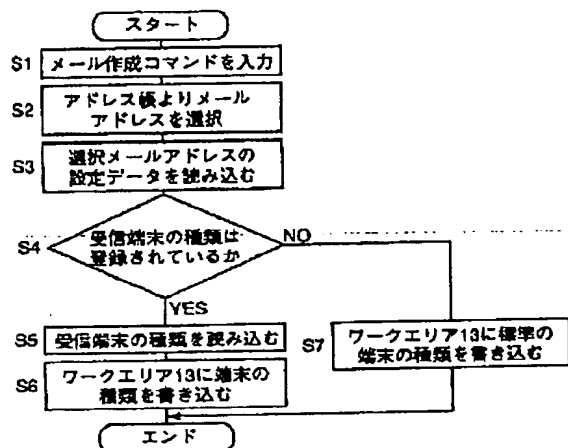 スタート
S1 メール作成コマンドを入力
S2 アドレス帳よりメール
アドレスを選択
S3 選択メールアドレスの
設定データを読み込む
S4 受信端末の種類は
登録されているか
NO
YES
S5 受信端末の種類を読み込む
S7 ワークエリア13に標準の
端末の種類を書き込む
S6 ワークエリア13に端末の
種類を書き込む
エンド